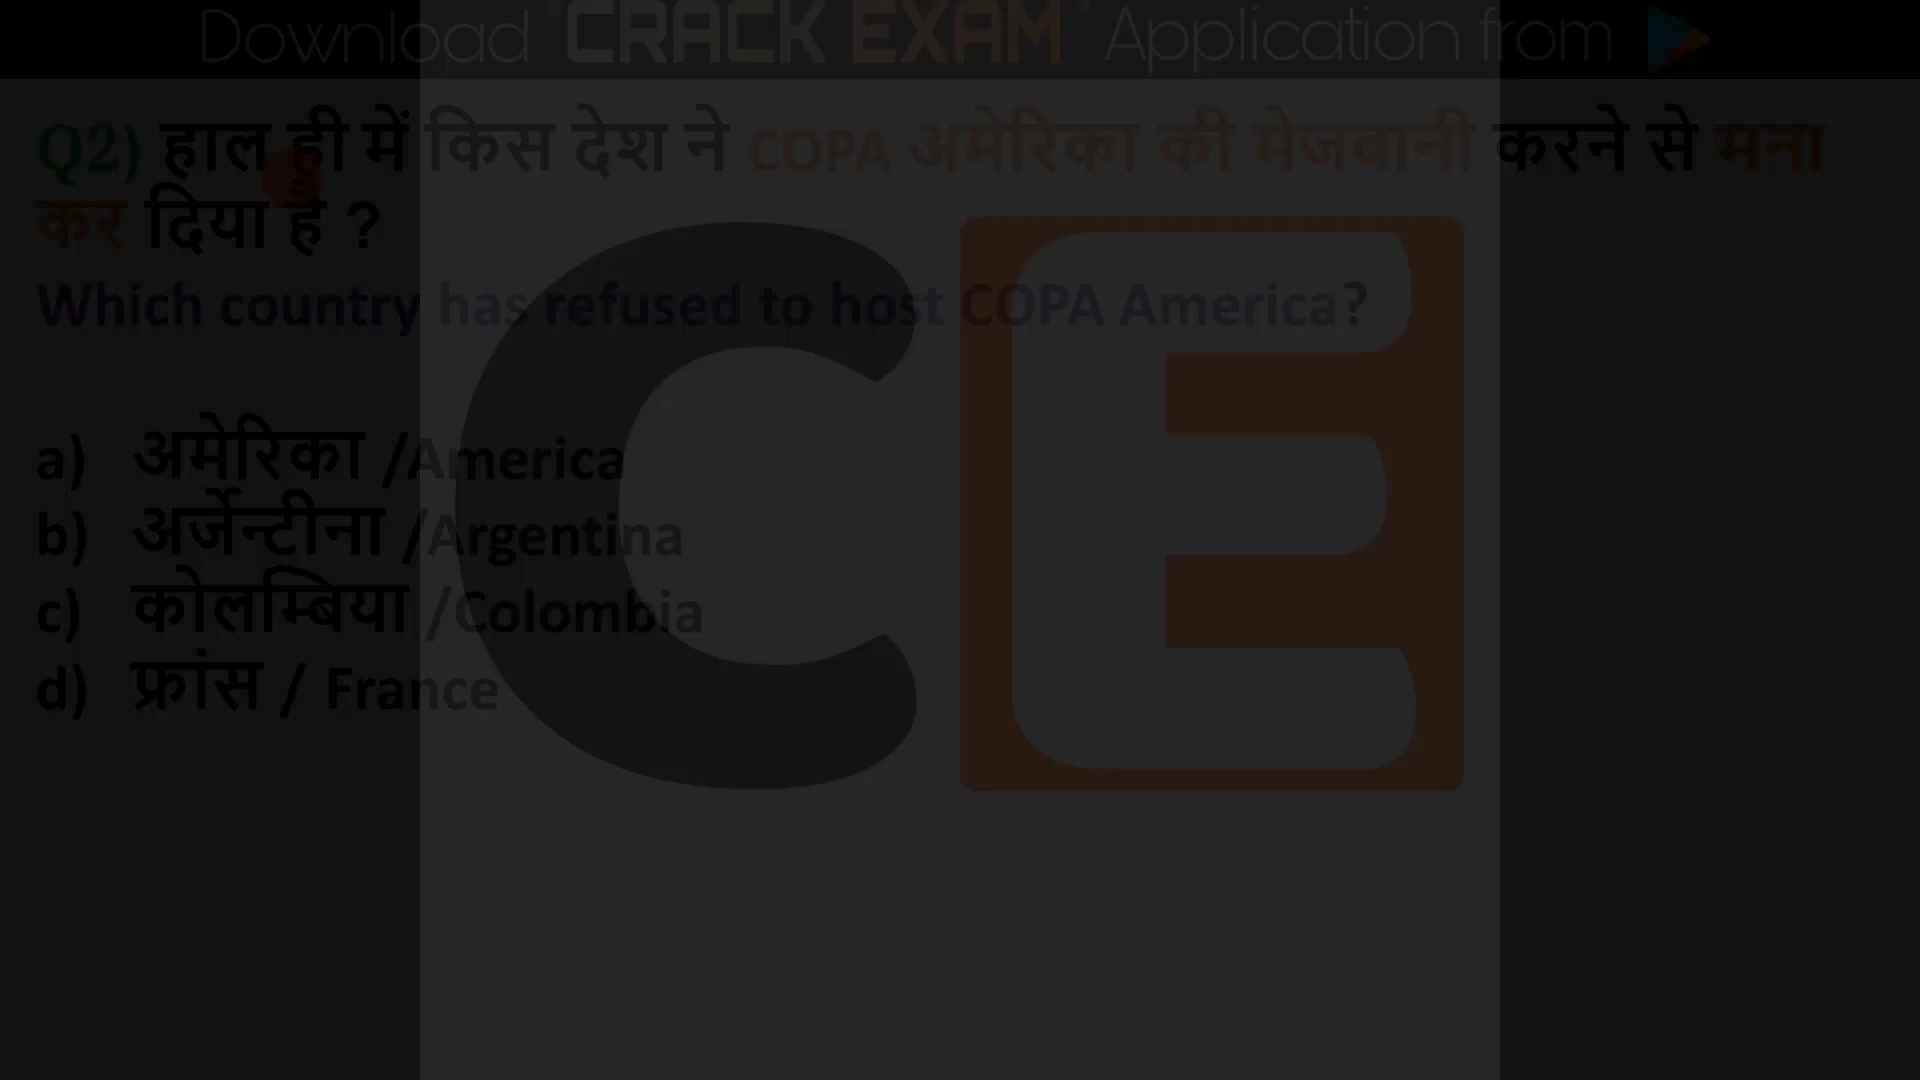 Download 'CRACK EXAM' Application from
Q2) हाल ही में किस देश ने COPA अमेरिका की मेजबानी करने से मना
कर दिया है ?
Which country has refused to host COPA America?
a) अमेरिका /America
b) अर्जेन्टीना /Argentina
c) कोलम्बिया /Colombia
d) फ्रांस / France
CE